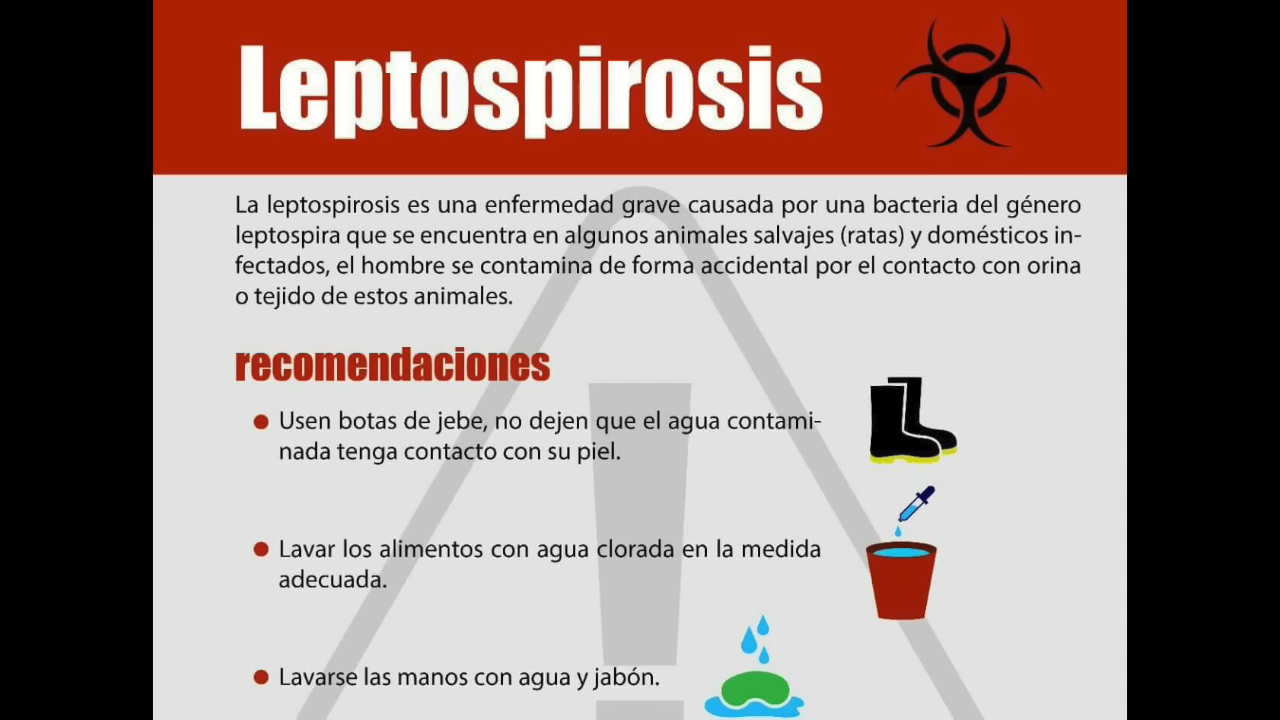 Leptospirosis
La leptospirosis es una enfermedad grave causada por una bacteria del género
leptospira que se encuentra en algunos animales salvajes (ratas) y domésticos in-
fectados, el hombre se contamina de forma accidental por el contacto con orina
o tejido de estos animales.
recomendaciones
Usen botas de jebe, no dejen que el agua contami-
nada tenga contacto con su piel.
Lavar los alimentos con agua clorada en la medida
adecuada.
Lavarse las manos con agua y jabón.